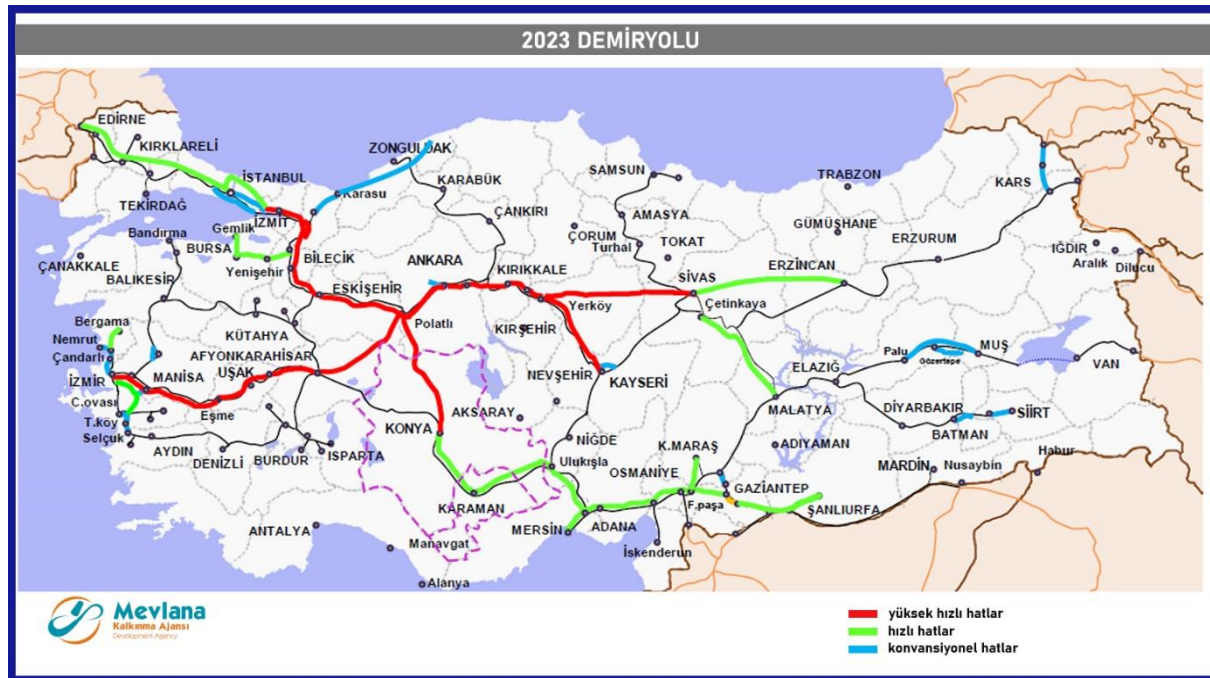 2023 DEMİRYOLU
EDİRNE
KIRKLARELİ
İSTANBUL
TEKİRDAĞ
İZMİT
Karasu
ZONGULDAK
KARABÜK
ÇANKIRI
SAMSUN
AMASYA
ÇORUM
Turhal
TOKAT
TRABZON
GÜMÜŞHANE
ERZURUM
KARS
IĞDIR
Aralık
Dilucu
Bandırma
Gemlik
BURSA
Yenişehir
BİLECİK
ÇANAKKALE
BALIKESİR
ESKİŞEHİR
ANKARA
KIRIKKALE
Yerköy
SİVAS
ERZİNCAN
Çetinkaya
Polatlı
KIRŞEHİR
KÜTAHYA
Bergama
Nemrut
Çandarlı
AFYONKARAHİSAR
UŞAK
MANİSA
İZMİR
Eşme
C.ovası
T.köy
Selçuk
AYDIN
DENİZLİ
BURDUR
ISPARTA
NEVŞEHİR
KAYSERİ
AKSARAY
KONYA
NİĞDE
Ulukışla
KARAMAN
MERSİN
ADANA
OSMANİYE
K.MARAŞ
GAZİANTEP
F.paşa
İskenderun
ŞANLIURFA
ADIYAMAN
MALATYA
ELAZIĞ
Palu
Gözertepe
MUŞ
VAN
DİYARBAKIR
BATMAN
SİİRT
MARDİN
Nusaybin
Habur
ANTALYA
Manavgat
Alanya
Mevlana
Kalkınma Ajansı
Development Agency
yüksek hızlı hatlar
hızlı hatlar
konvansiyonel hatlar